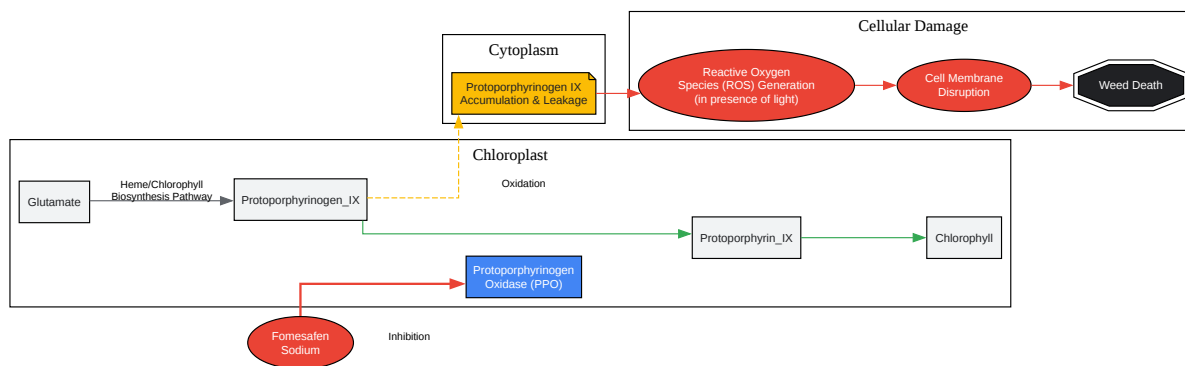 Cellular Damage
Cytoplasm
Reactive Oxygen
Species (ROS) Generation
(in presence of light)
Cell Membrane
Disruption
Weed Death
Protoporphyrinogen IX
Accumulation & Leakage
Chloroplast
Heme/Chlorophyll
Biosynthesis Pathway
Oxidation
Glutamate
Protoporphyrinogen_IX
Protoporphyrin_IX
Chlorophyll
Protoporphyrinogen
Oxidase (PPO)
Fomesafen
Sodium
Inhibition